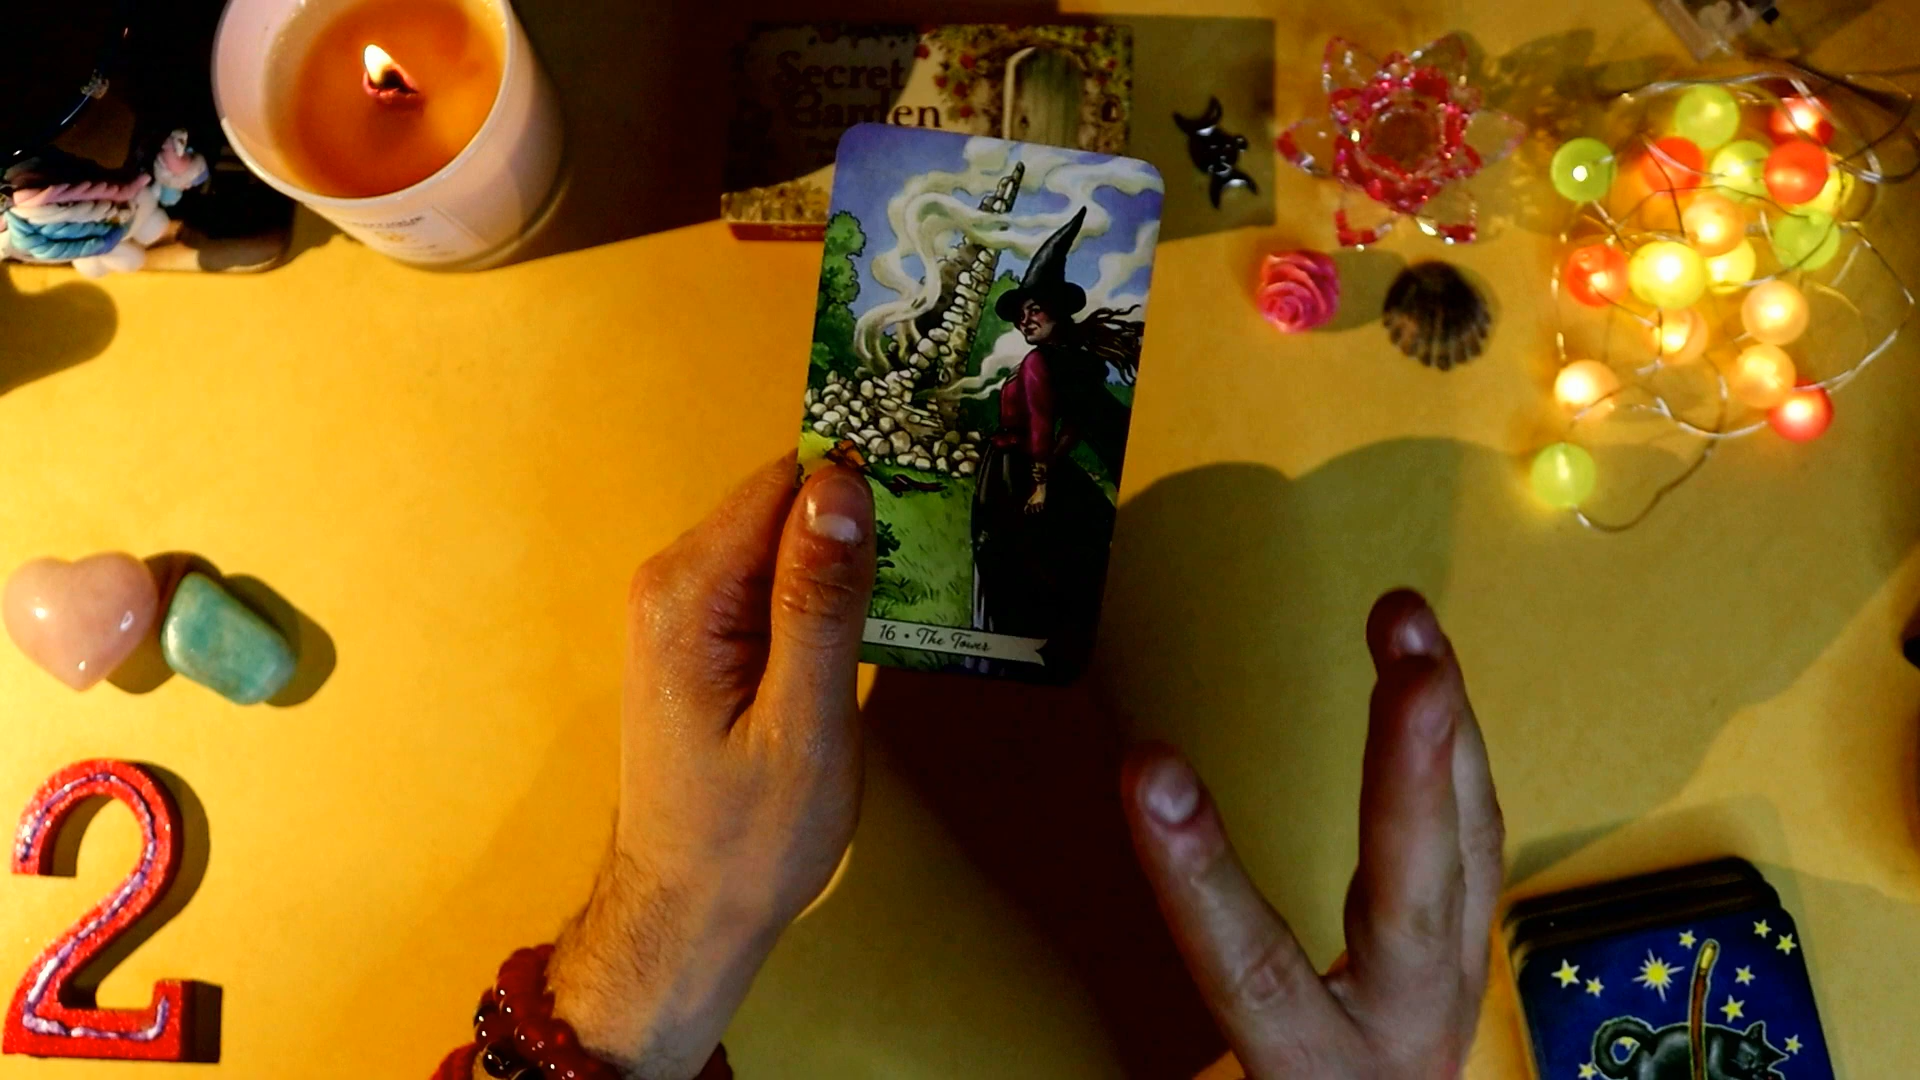 Secret
Garden
16 • The Tower
2